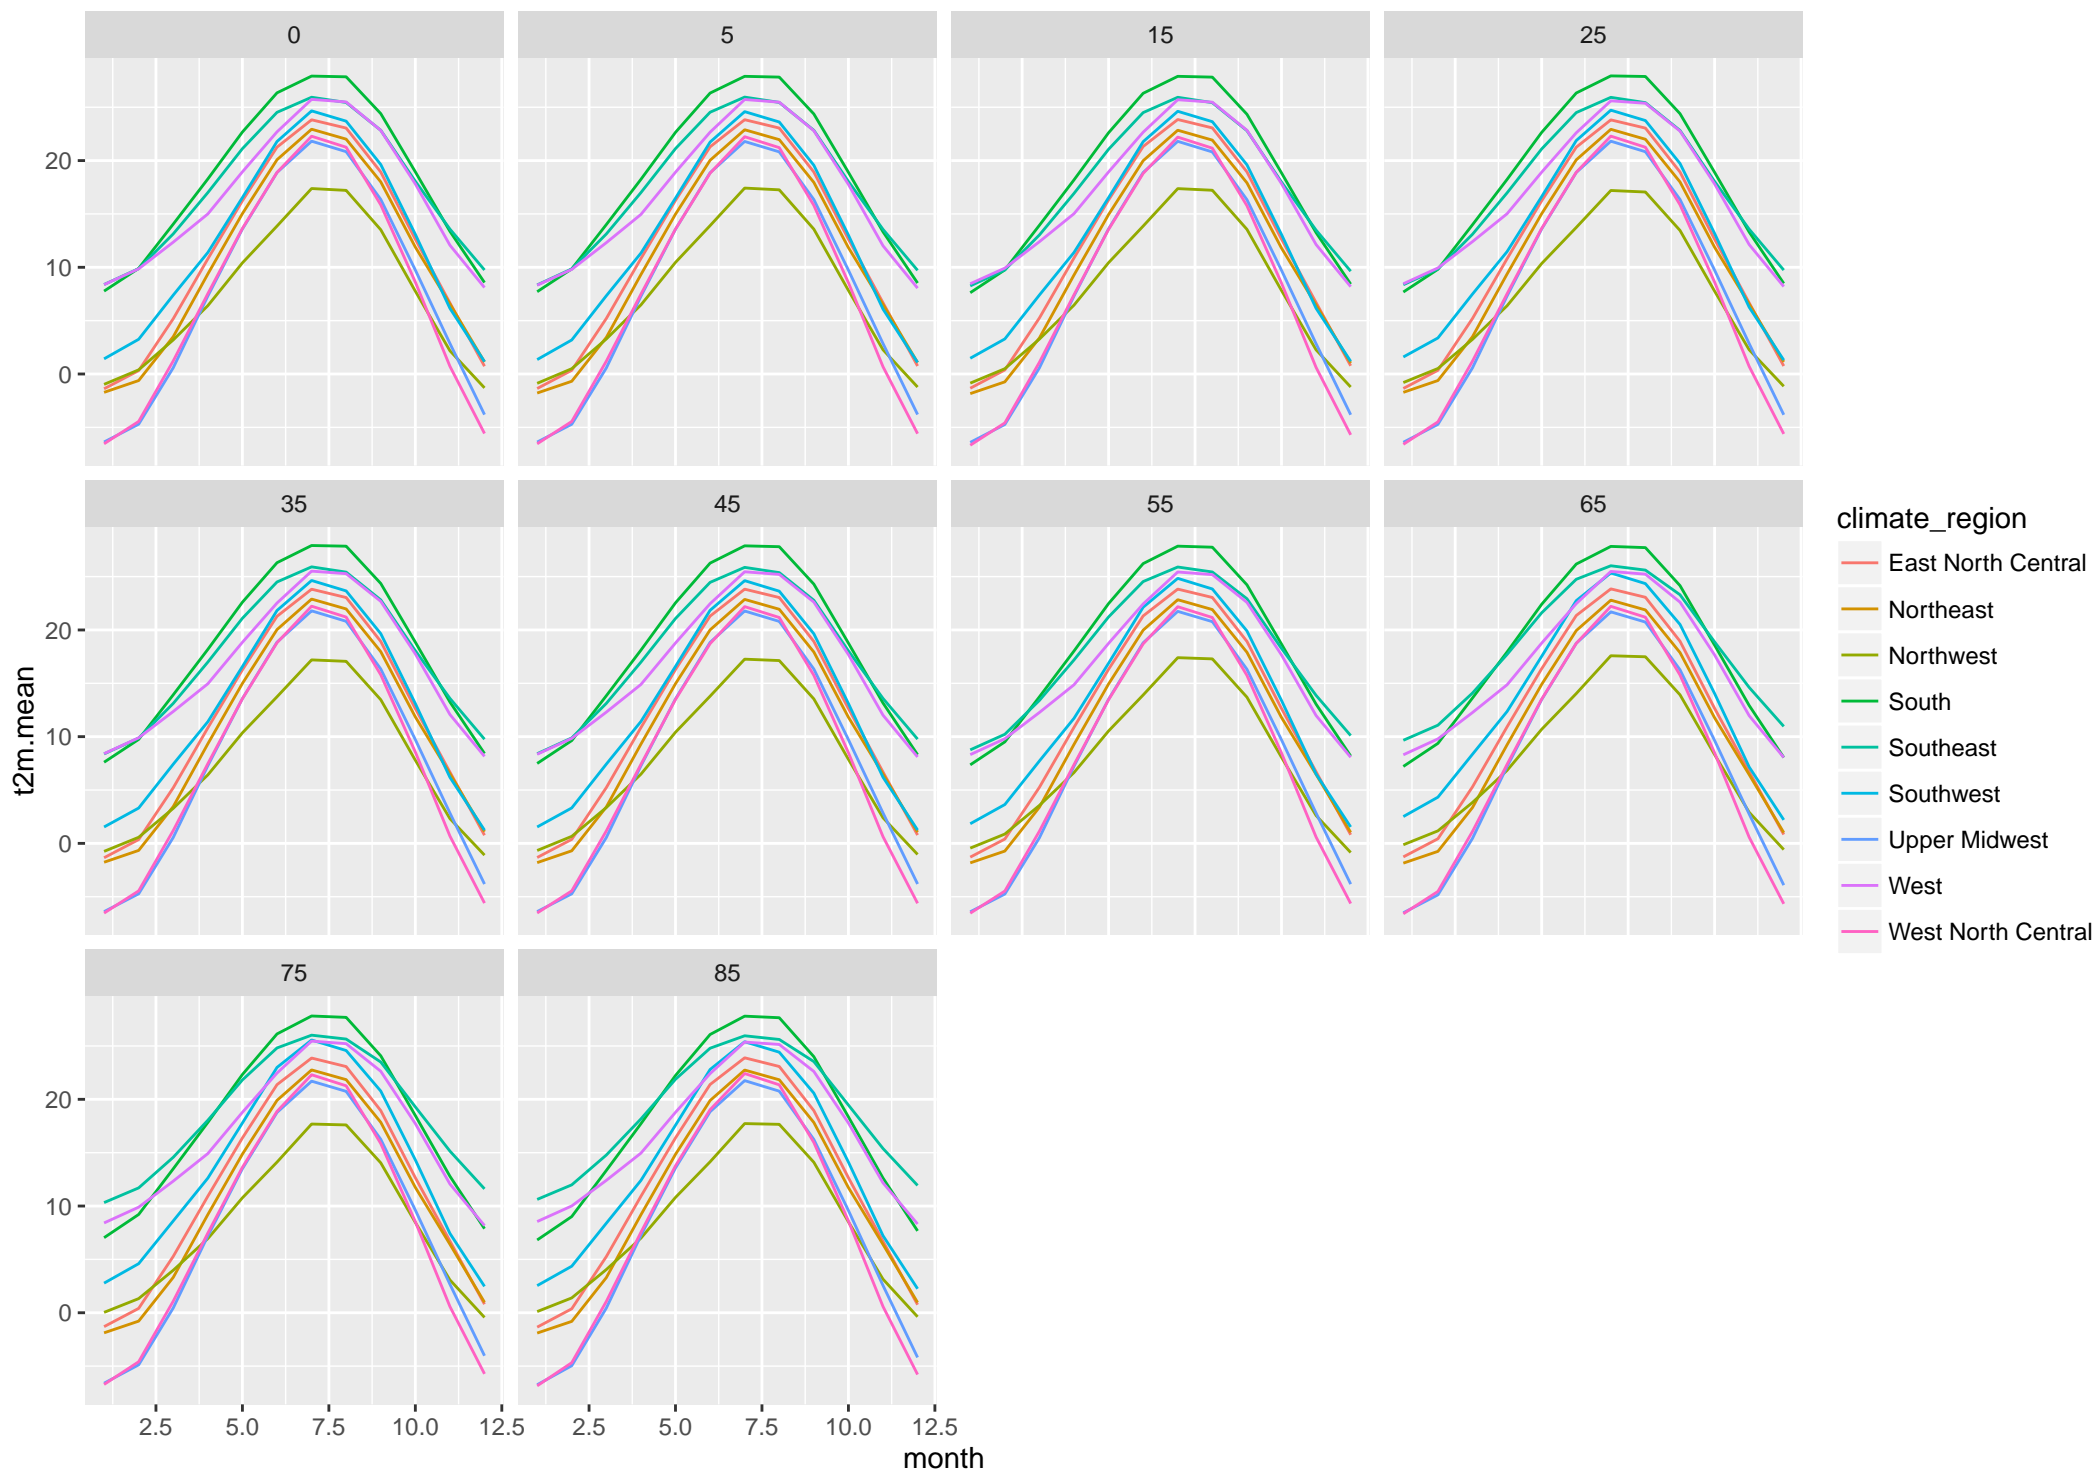 0 5 15 25
20
10
0
35 45 55 65
20
10
0
75 85
20
10
0
2.5 5.0 7.5 10.0 12.5 2.5 5.0 7.5 10.0 12.5
month
t2m.mean
climate_region
East North Central
Northeast
Northwest
South
Southeast
Southwest
Upper Midwest
West
West North Central